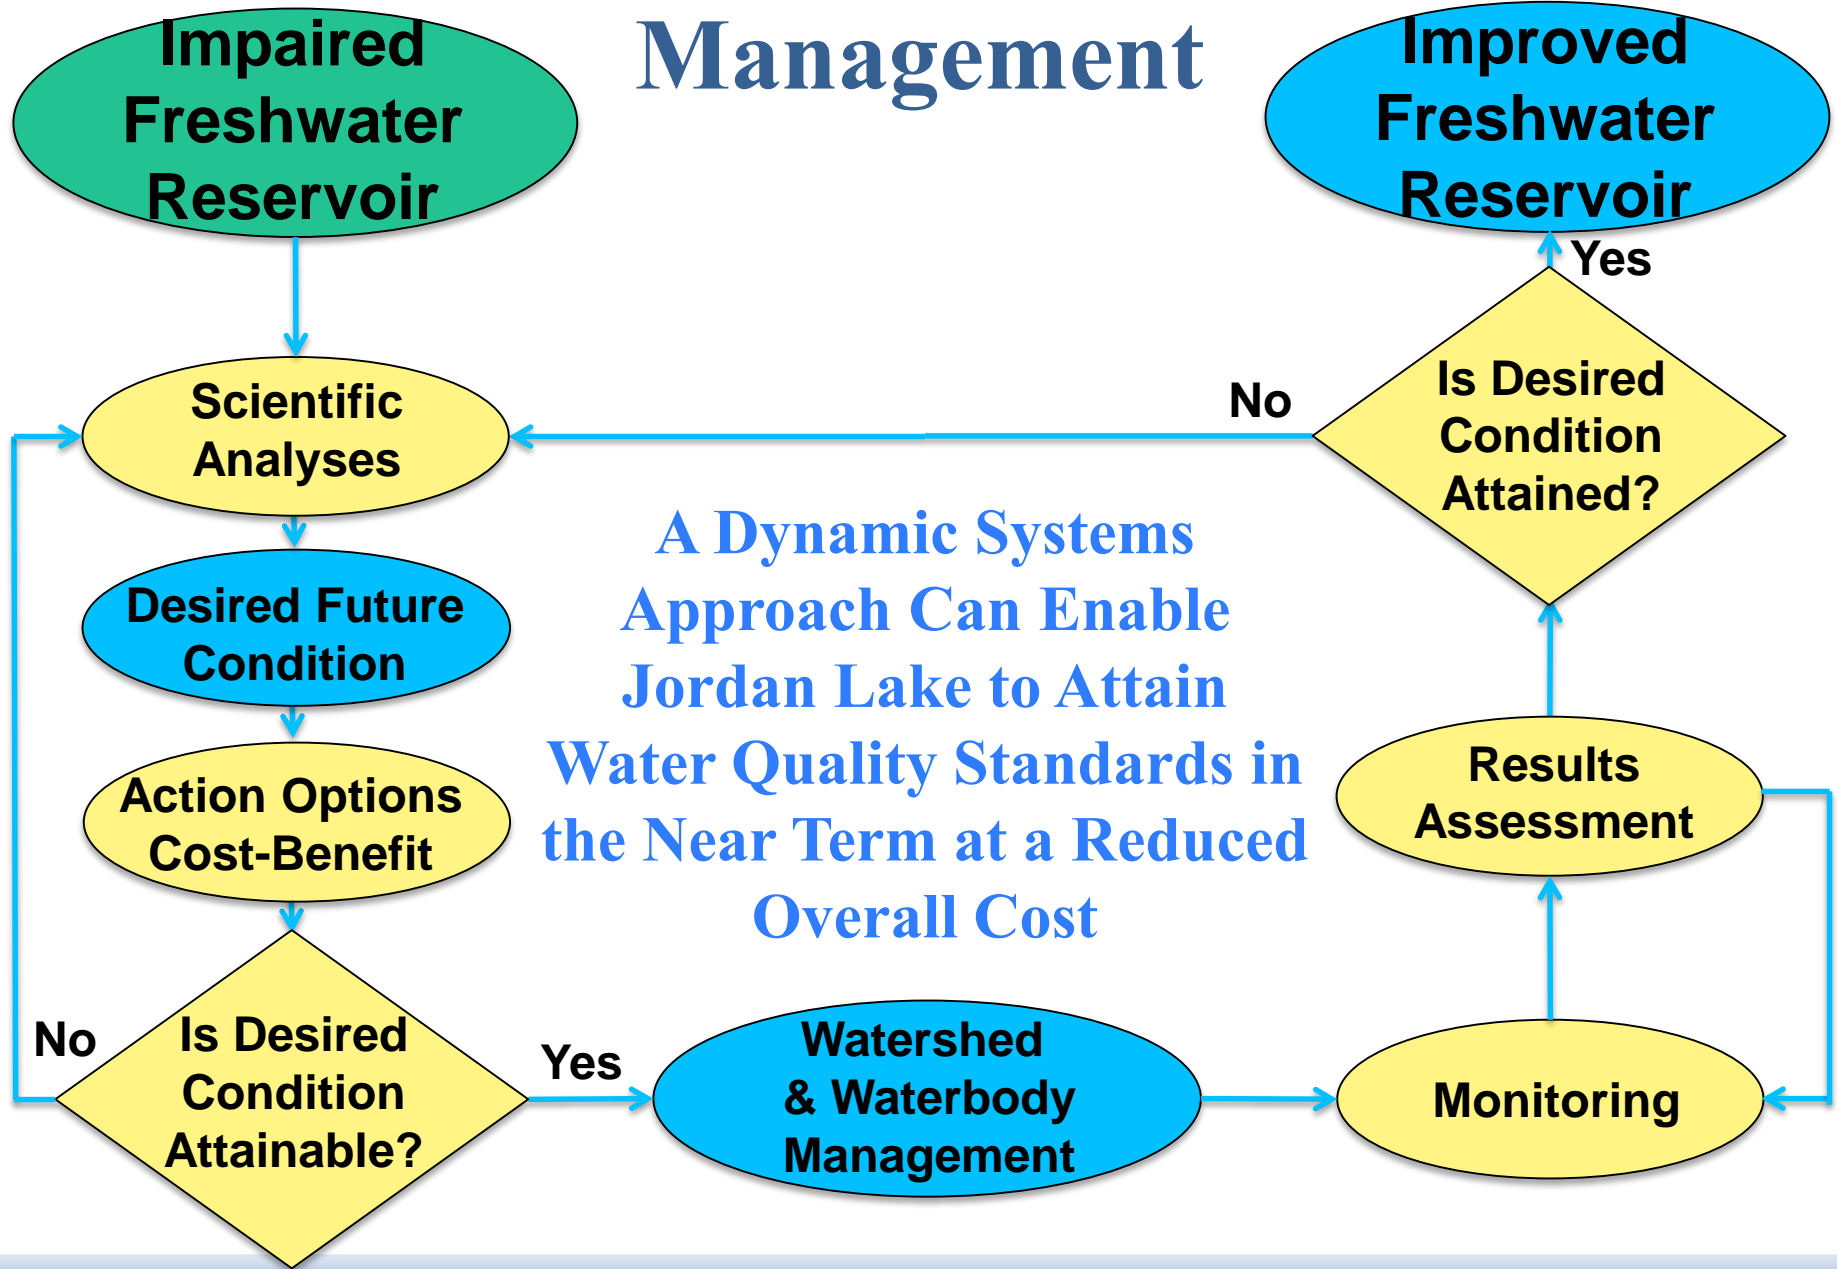 Management
Impaired
Freshwater
Reservoir
Improved
Freshwater
Reservoir
Yes
Scientific
Analyses
No
Is Desired
Condition
Attained?
Desired Future
Condition
A Dynamic Systems
Approach Can Enable
Jordan Lake to Attain
Water Quality Standards in
the Near Term at a Reduced
Overall Cost
Action Options
Cost-Benefit
Results
Assessment
No
Is Desired
Condition
Attainable?
Yes
Watershed
& Waterbody
Management
Monitoring